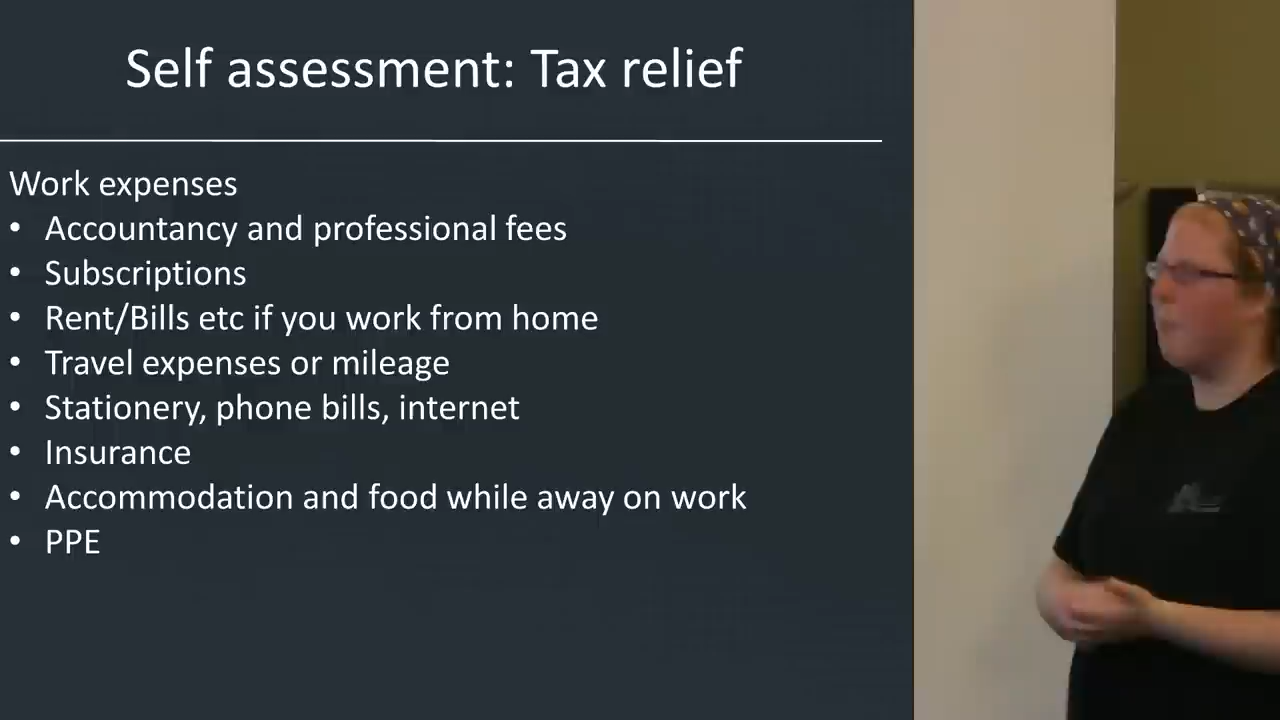 Self assessment: Tax relief
Work expenses
• Accountancy and professional fees
• Subscriptions
• Rent/Bills etc if you work from home
• Travel expenses or mileage
• Stationery, phone bills, internet
• Insurance
• Accommodation and food while away on work
• PPE